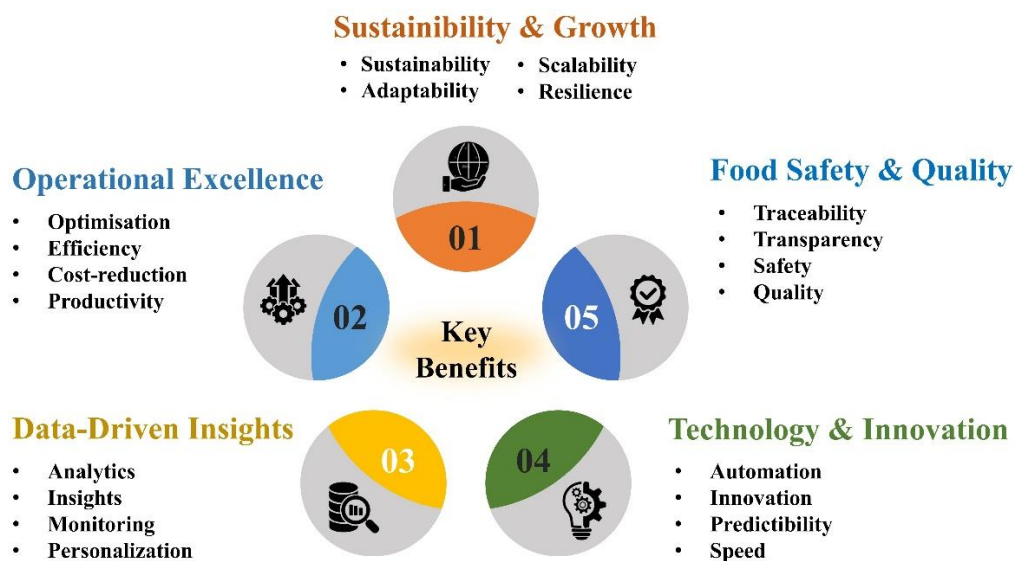 Sustainibility & Growth
• Sustainability • Scalability
• Adaptability • Resilience
01
Operational Excellence
• Optimisation
• Efficiency
• Cost-reduction
• Productivity
02
Food Safety & Quality
• Traceability
• Transparency
• Safety
• Quality
05
Key
Benefits
Data-Driven Insights
• Analytics
• Insights
• Monitoring
• Personalization
03
04
Technology & Innovation
• Automation
• Innovation
• Predictibility
• Speed